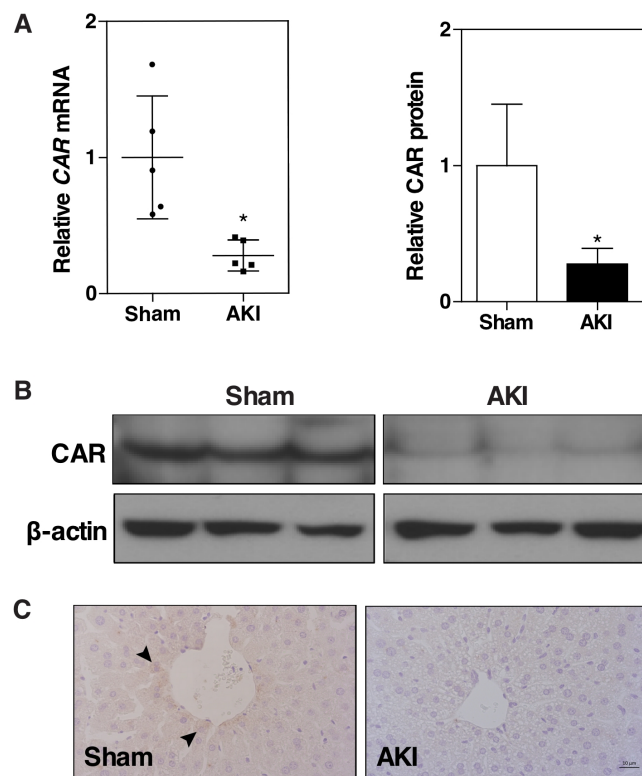 A
Relative CAR mRNA
2
1
0
*
Sham AKI
Relative CAR protein
2
1
0
*
Sham AKI
B
Sham AKI
CAR
β-actin
C
Sham
AKI